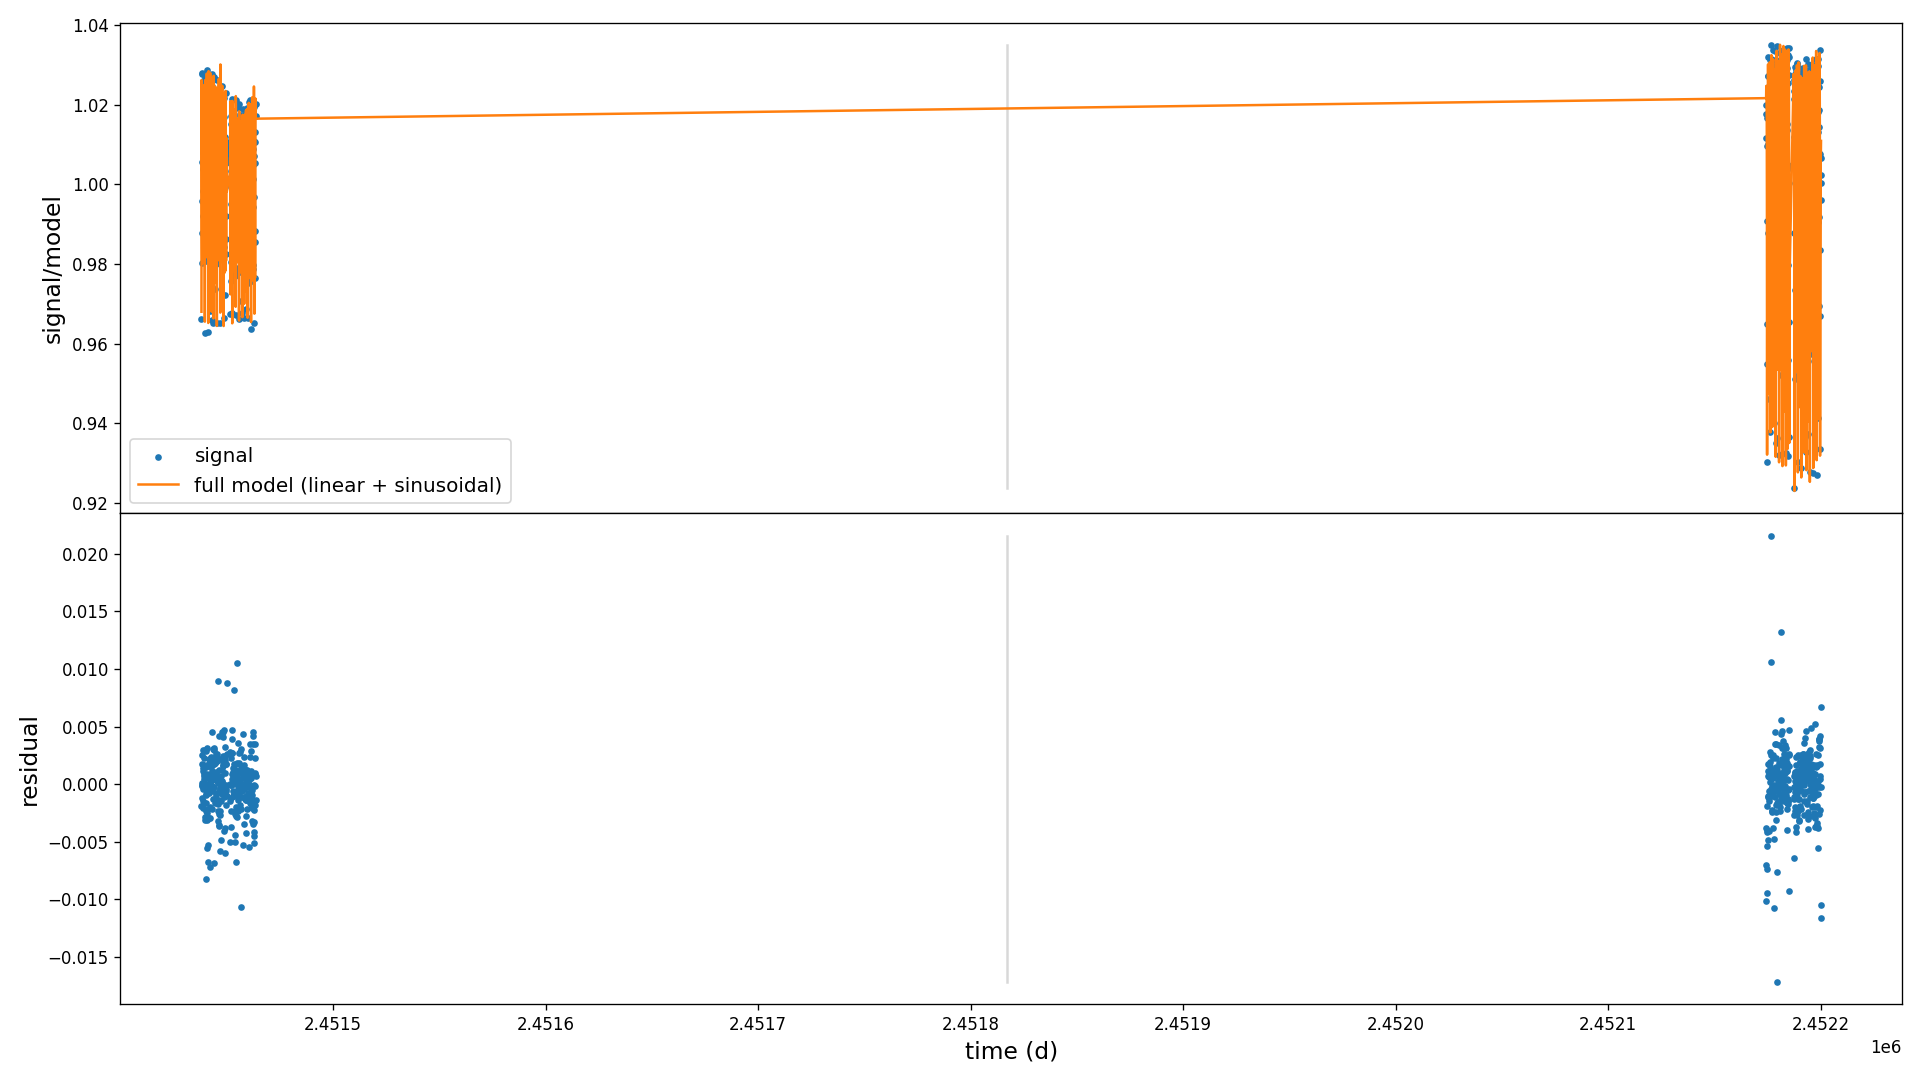 1.04
1.02
1.00
0.98
0.96
0.94
0.92
signal/model
signal
full model (linear + sinusoidal)
0.020
0.015
0.010
0.005
0.000
−0.005
−0.010
−0.015
residual
2.4515 2.4516 2.4517 2.4518 2.4519 2.4520 2.4521 2.4522
1e6
time (d)